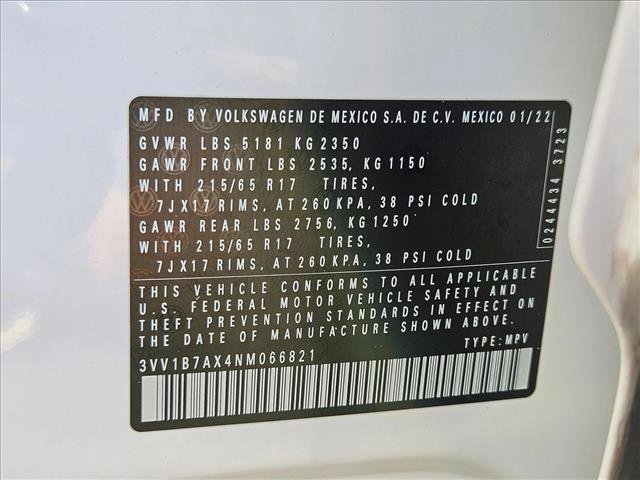 MFD BY VOLKSWAGEN DE MEXICO S.A. DE C.V. MEXICO 01/22
GVWR LBS 5181 KG 2350
GAWR FRONT LBS 2535, KG 1150
WITH 215/65 R17 TIRES,
7JX17 RIMS, AT 260 KPA, 38 PSI COLD
GAWR REAR LBS 2756, KG 1250
WITH 215/65 R17 TIRES,
7JX17 RIMS, AT 260 KPA, 38 PSI COLD
THIS VEHICLE CONFORMS TO ALL APPLICABLE
U.S. FEDERAL MOTOR VEHICLE SAFETY AND
THEFT PREVENTION STANDARDS IN EFFECT ON
THE DATE OF MANUFACTURE SHOWN ABOVE.
3VV1B7AX4NM066821 TYPE: MPV
0244434 3723